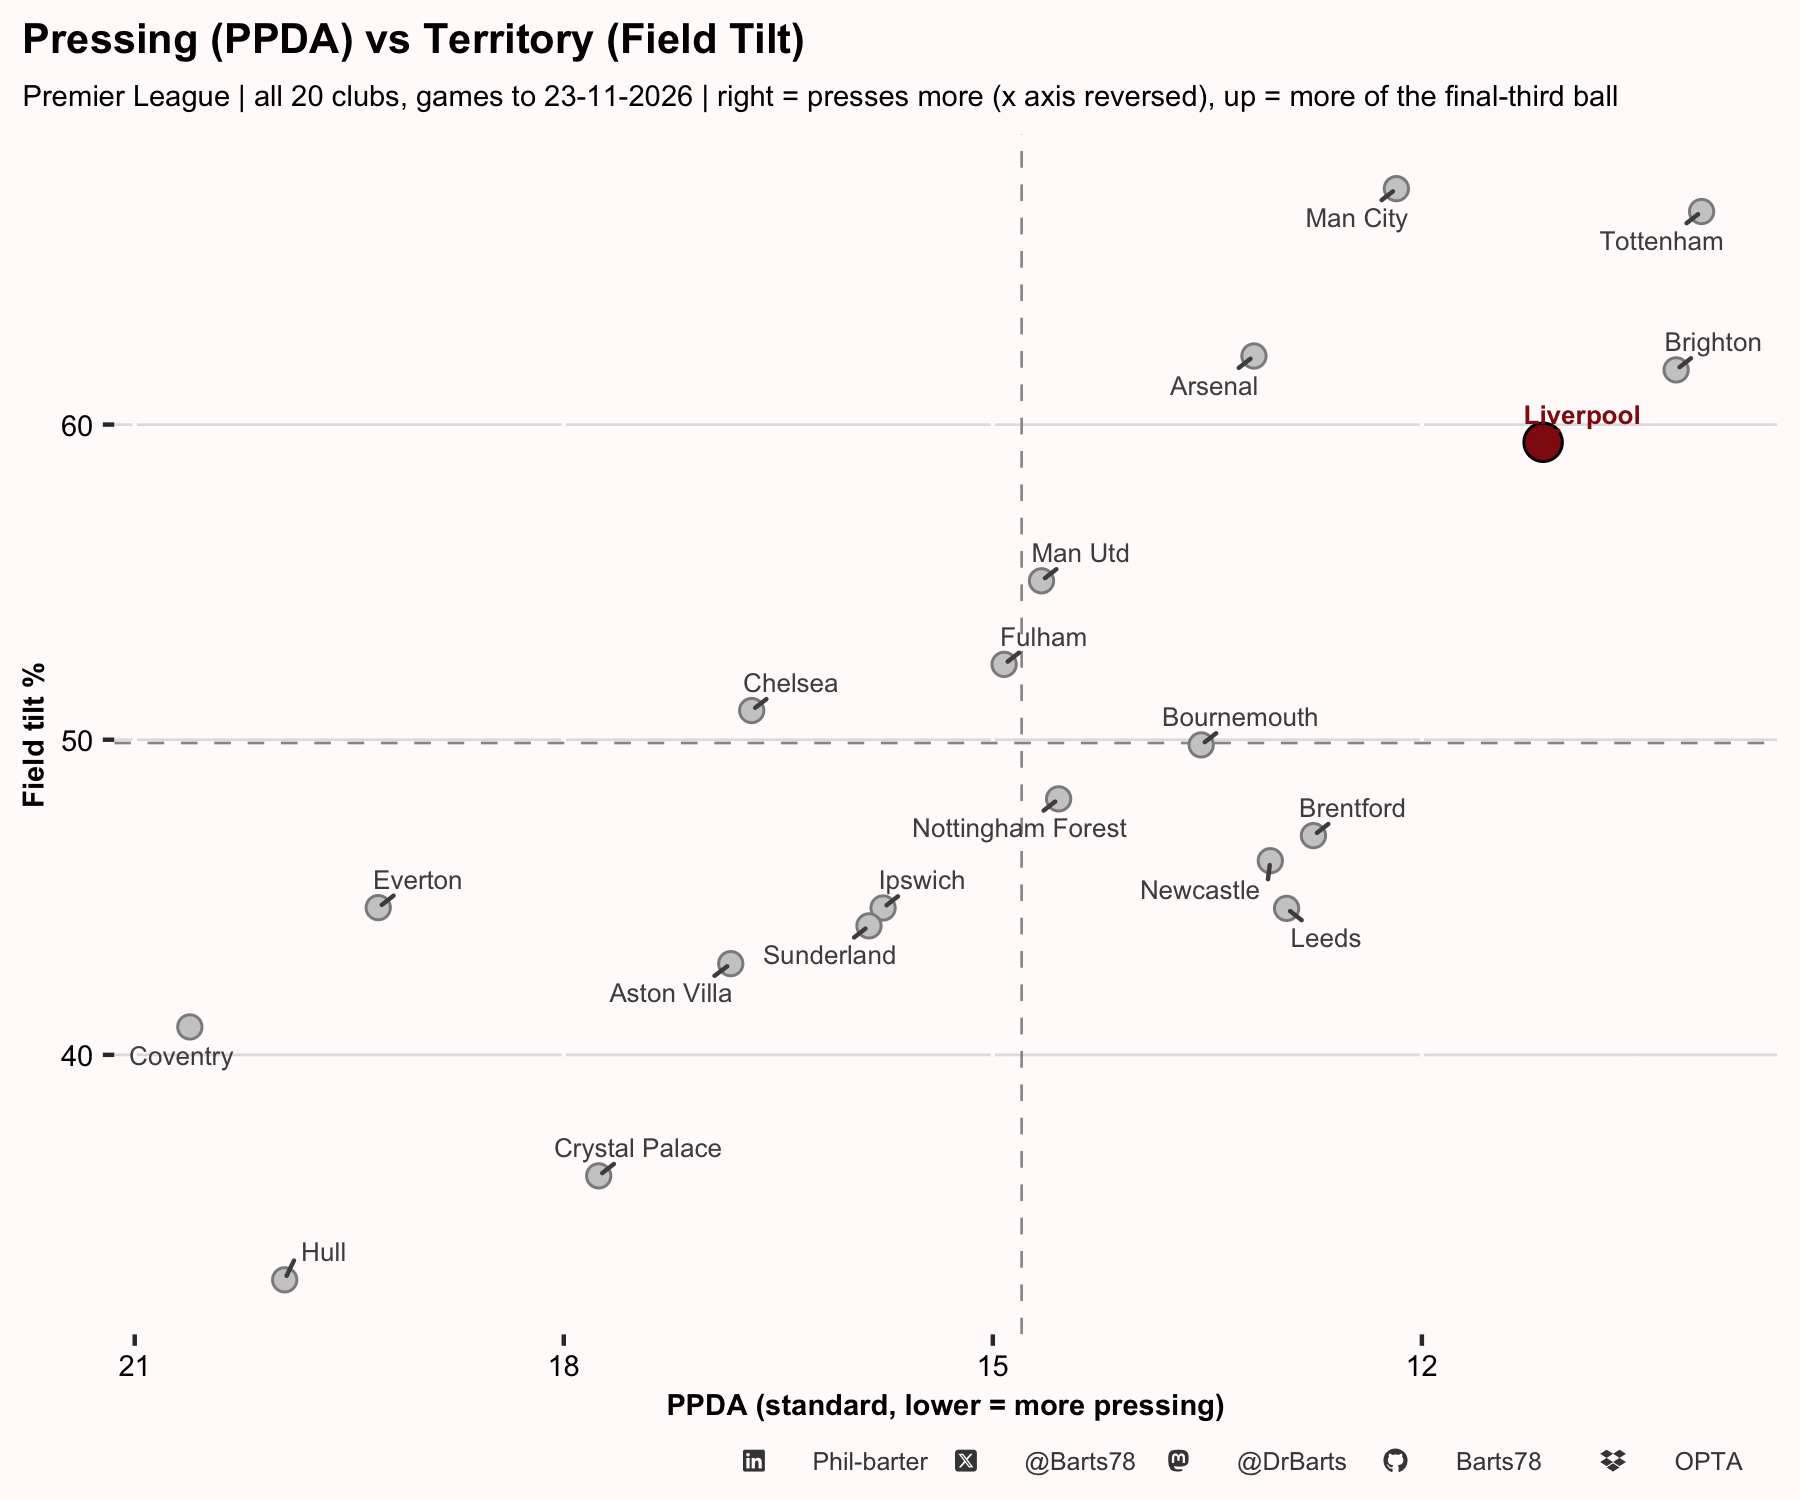 Pressing (PPDA) vs Territory (Field Tilt)
Premier League | all 20 clubs, games to 23-11-2026 | right = presses more (x axis reversed), up = more of the final-third ball
Man City
Tottenham
Brighton
Arsenal
Liverpool
60
Man Utd
Fulham
Chelsea
Bournemouth
50
Field tilt %
Brentford
Nottingham Forest
Everton
Ipswich
Newcastle
Leeds
Sunderland
Aston Villa
40
Coventry
Crystal Palace
Hull
21 18 15 12
PPDA (standard, lower = more pressing)
Phil-barter @Barts78 @DrBarts Barts78 OPTA